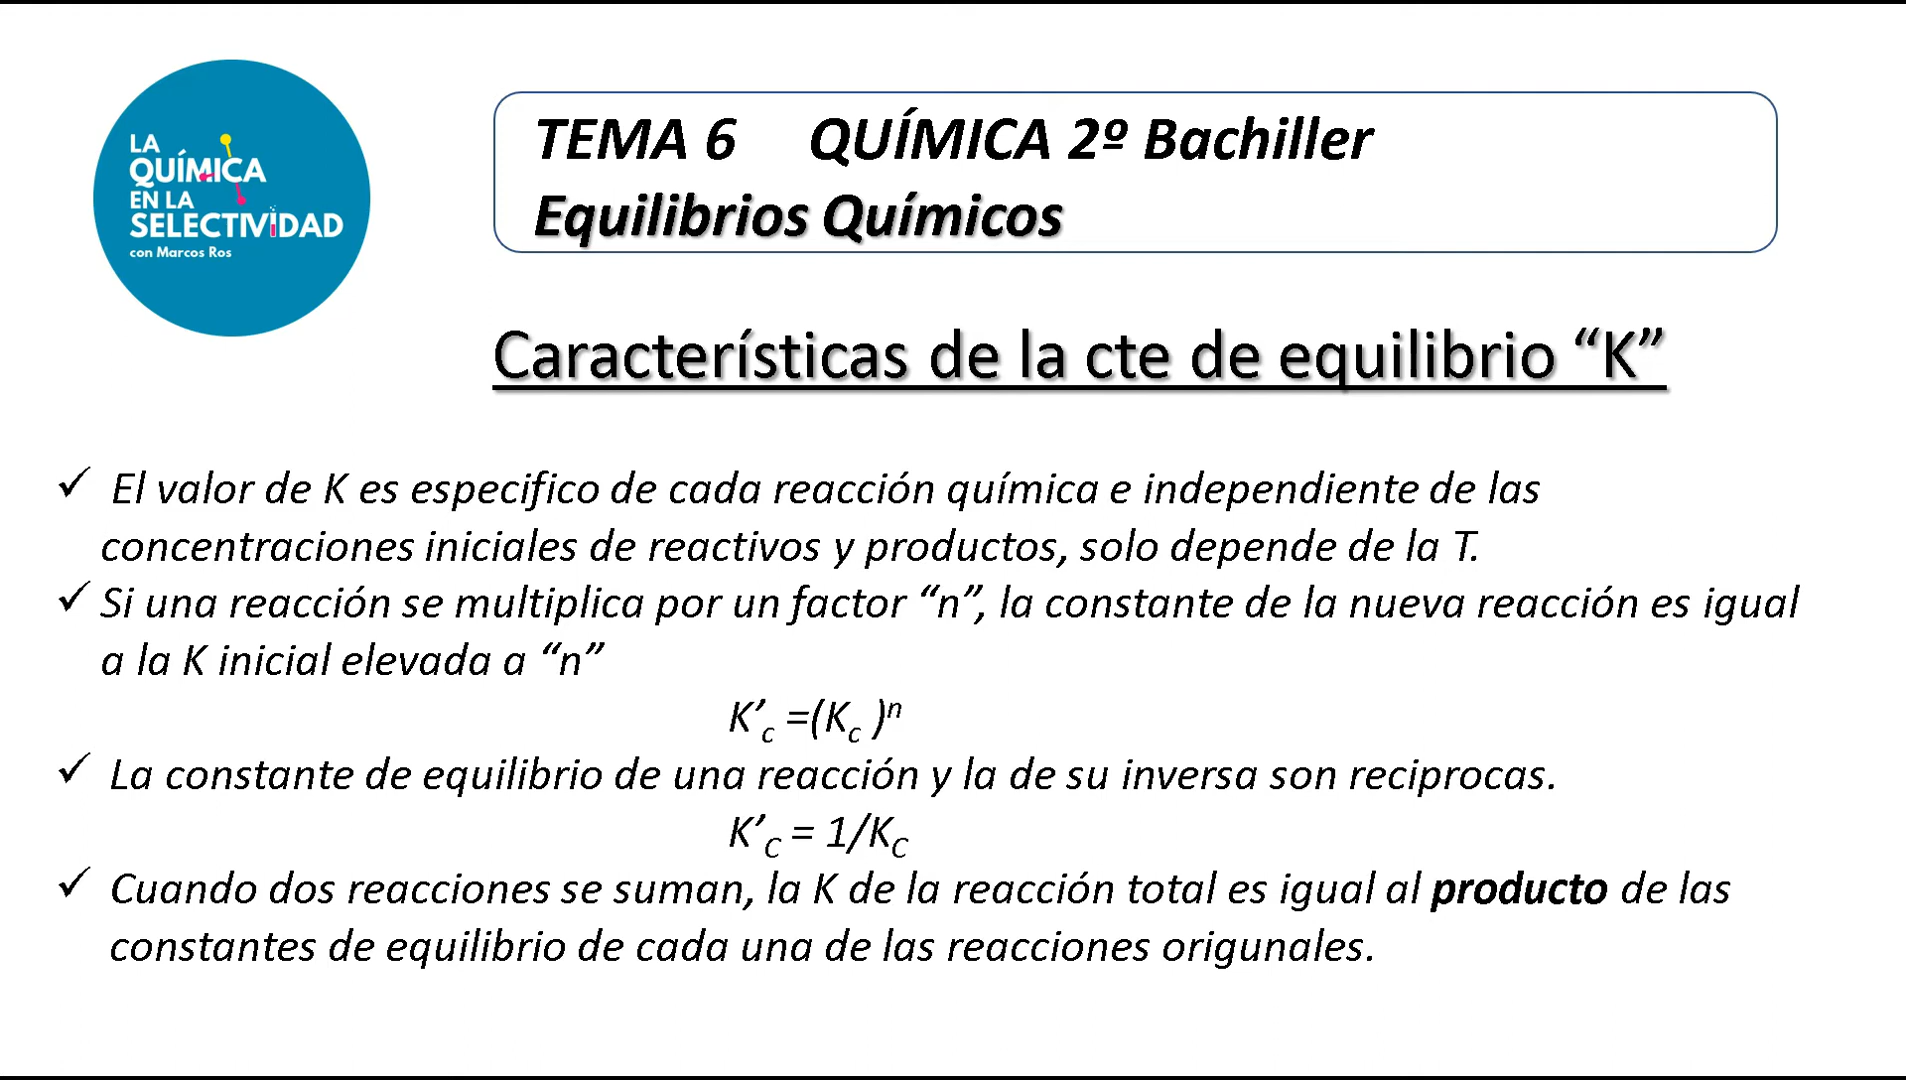 LA
QUÍMICA
EN LA
SELECTIVIDAD
con Marcos Ros
TEMA 6 QUÍMICA 2º Bachiller
Equilibrios Químicos
Características de la cte de equilibrio “K”
✓ El valor de K es especifico de cada reacción química e independiente de las
concentraciones iniciales de reactivos y productos, solo depende de la T.
✓ Si una reacción se multiplica por un factor “n”, la constante de la nueva reacción es igual
a la K inicial elevada a “n”
K’c =(Kc )ⁿ
✓ La constante de equilibrio de una reacción y la de su inversa son reciprocas.
K’C = 1/KC
✓ Cuando dos reacciones se suman, la K de la reacción total es igual al producto de las
constantes de equilibrio de cada una de las reacciones origunales.